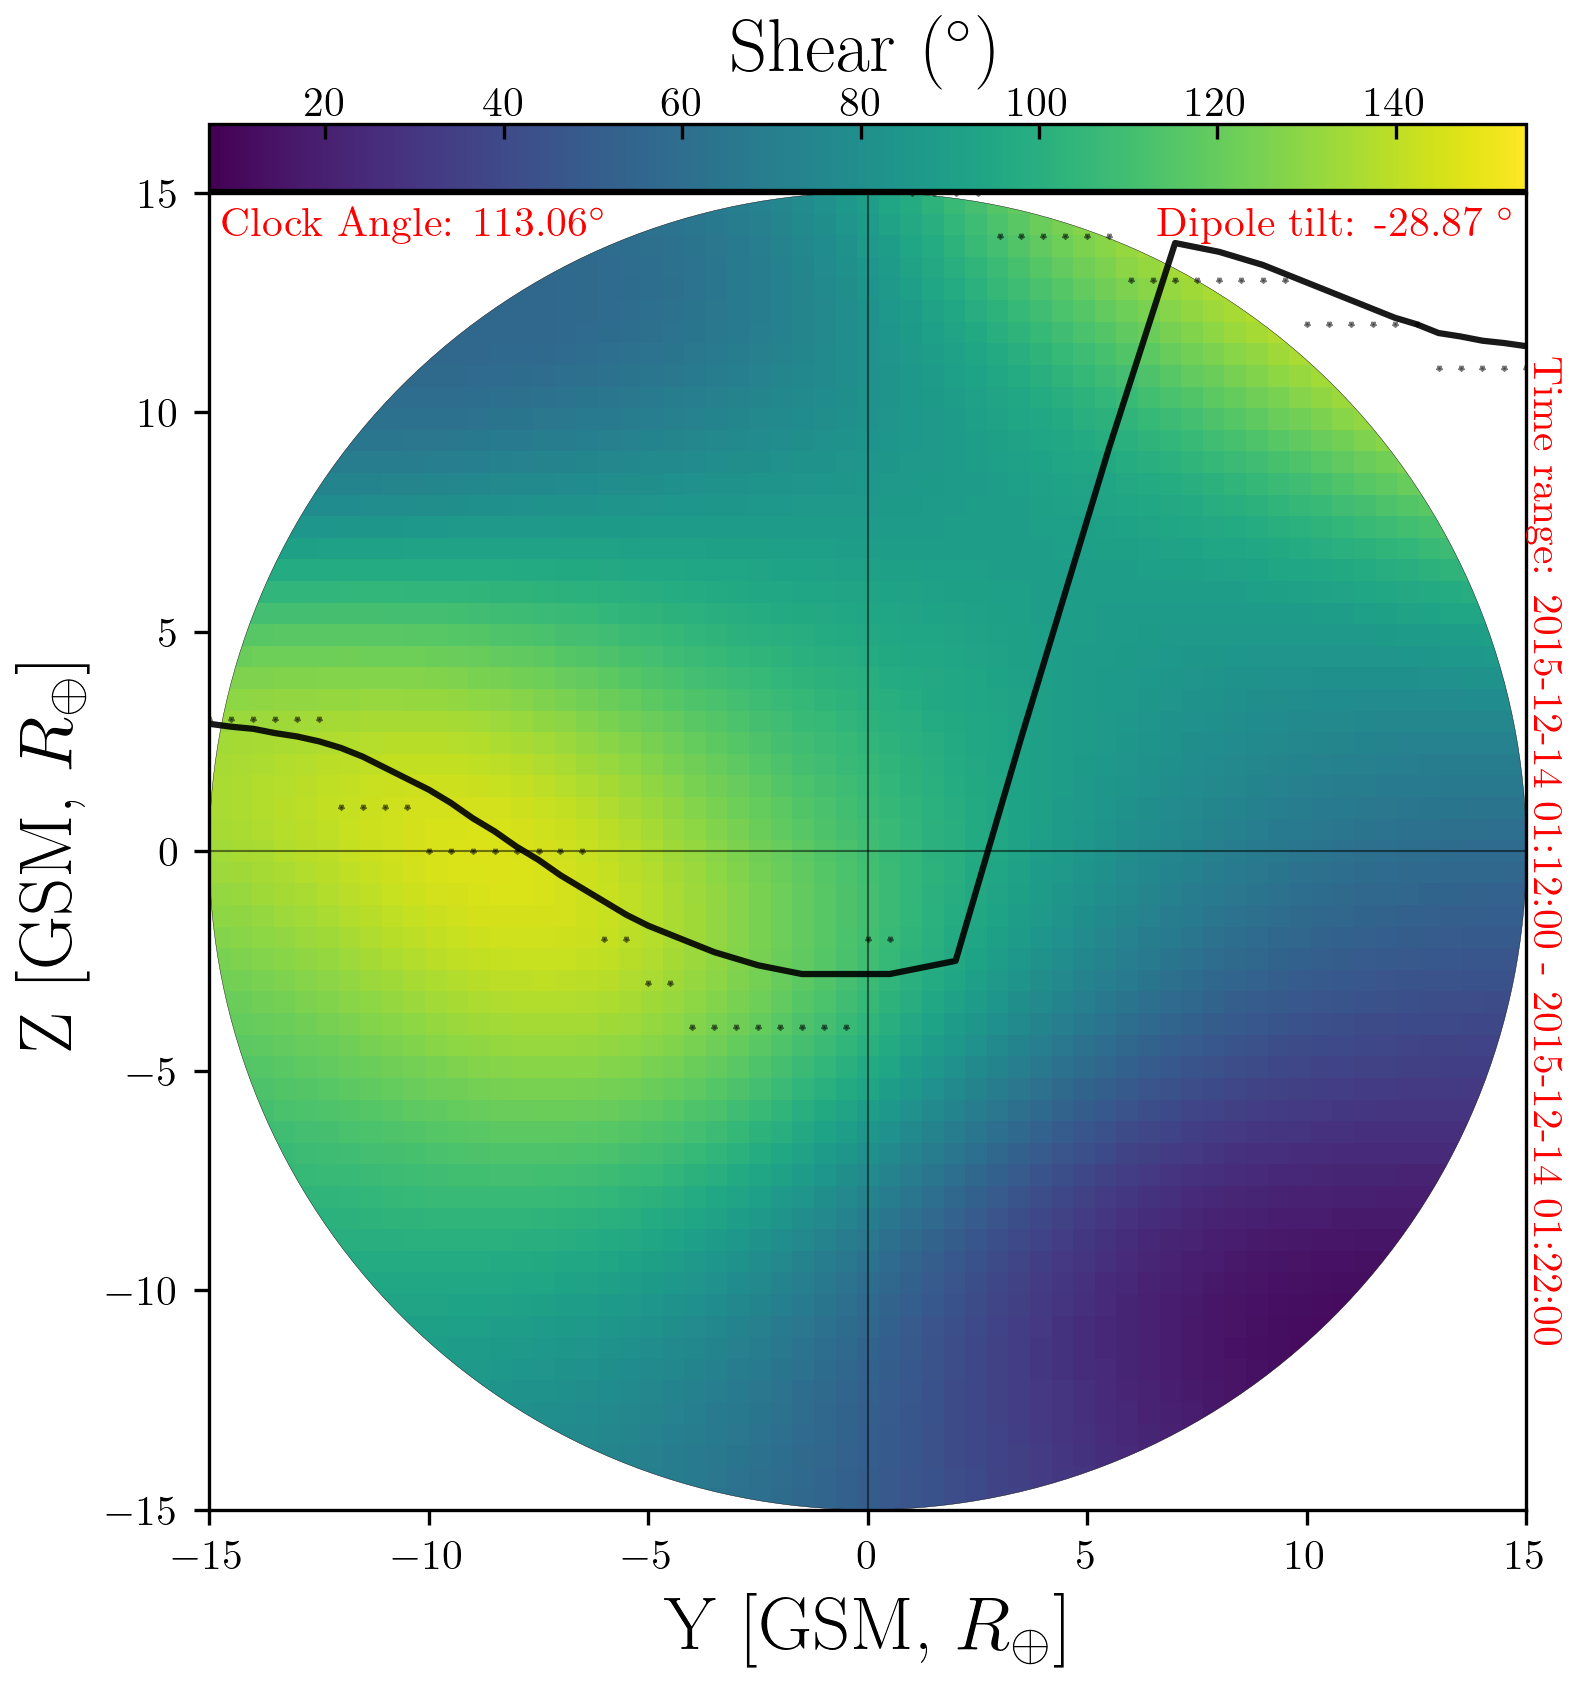 Shear (°)
20 40 60 80 100 120 140
Clock Angle: 113.06°
Dipole tilt: -28.87 °
15
10
5
0
−5
−10
−15
Z [GSM, R⊕]
Time range: 2015-12-14 01:12:00 - 2015-12-14 01:22:00
−15 −10 −5 0 5 10 15
Y [GSM, R⊕]